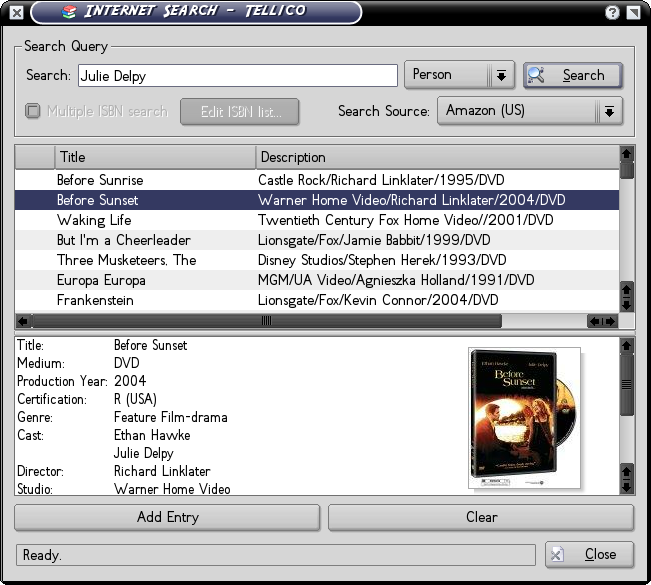 Internet Search - Tellico
Search Query
Search: Julie Delpy Person Search
Multiple ISBN search Edit ISBN list... Search Source: Amazon (US)
Title Description
Before Sunrise Castle Rock/Richard Linklater/1995/DVD
Before Sunset Warner Home Video/Richard Linklater/2004/DVD
Waking Life Twentieth Century Fox Home Video//2001/DVD
But I'm a Cheerleader Lionsgate/Fox/Jamie Babbit/1999/DVD
Three Musketeers, The Disney Studios/Stephen Herek/1993/DVD
Europa Europa MGM/UA Video/Agnieszka Holland/1991/DVD
Frankenstein Lionsgate/Fox/Kevin Connor/2004/DVD
Title: Before Sunset
Medium: DVD
Production Year: 2004
Certification: R (USA)
Genre: Feature Film-drama
Cast: Ethan Hawke
Julie Delpy
Director: Richard Linklater
Studio: Warner Home Video
Ethan Hawke Julie Delpy
Before
Sunset
Add Entry Clear
Ready. Close